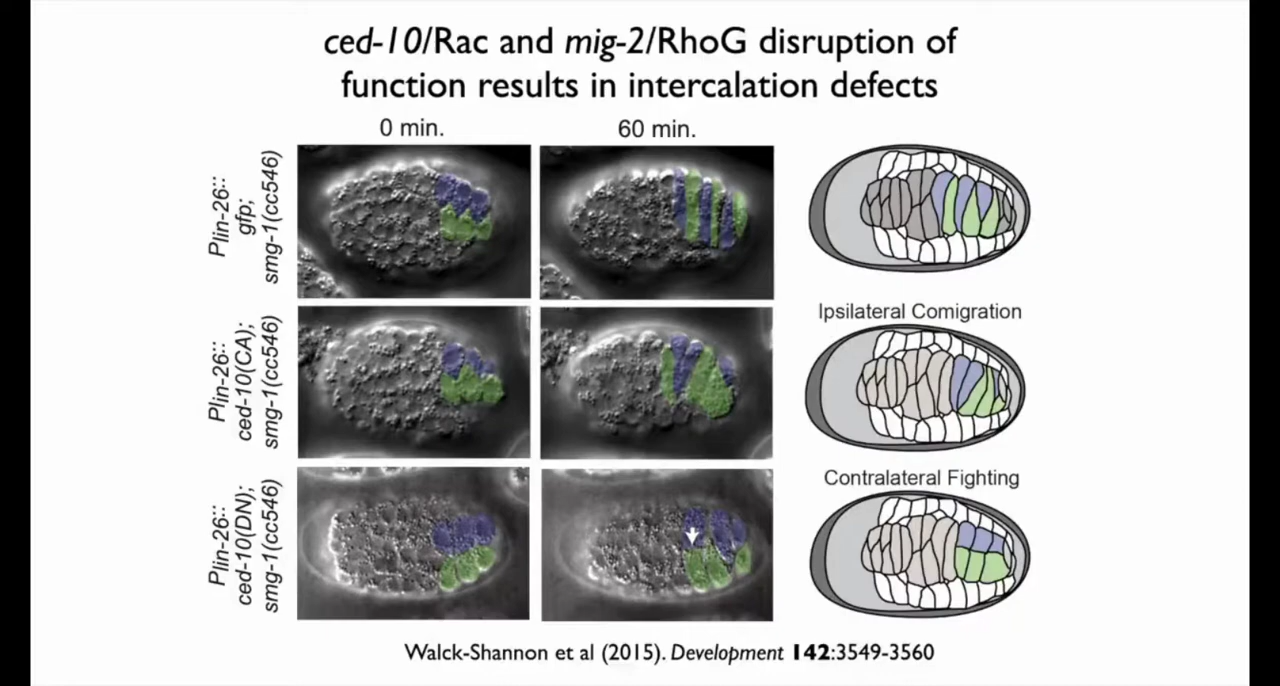 ced-10/Rac and mig-2/RhoG disruption of
function results in intercalation defects
0 min.
60 min.
Plin-26::
gfp;
smg-1(cc546)
Ipsilateral Comigration
Plin-26::
ced-10(CA);
smg-1(cc546)
Contralateral Fighting
Plin-26::
ced-10(DN);
smg-1(cc546)
Walck-Shannon et al (2015). Development 142:3549-3560